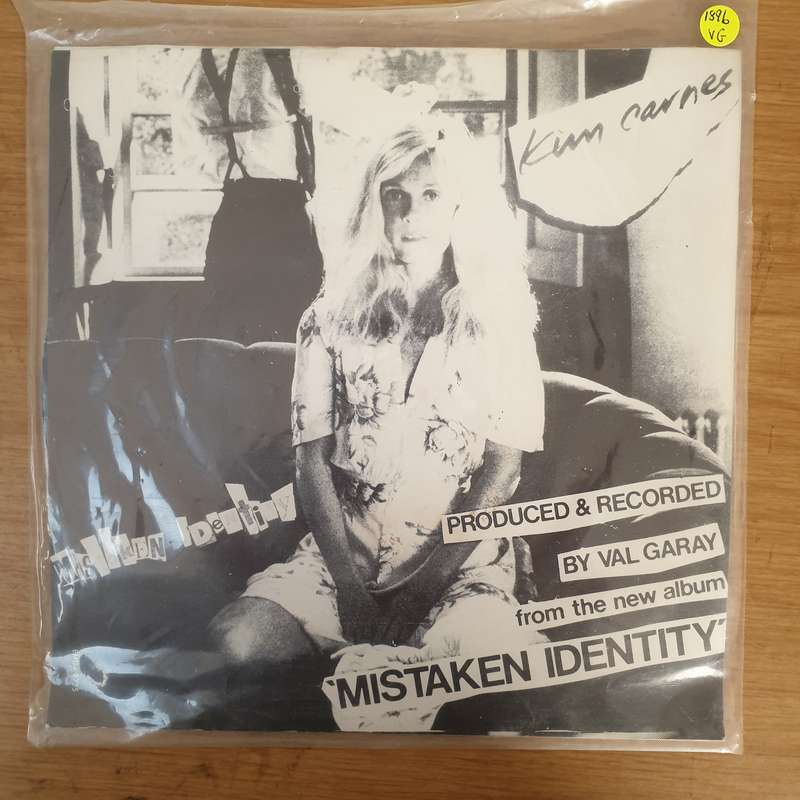 1896
VG
Kim Carnes
Mistaken Identity
PRODUCED & RECORDED
BY VAL GARAY
from the new album
'MISTAKEN IDENTITY'